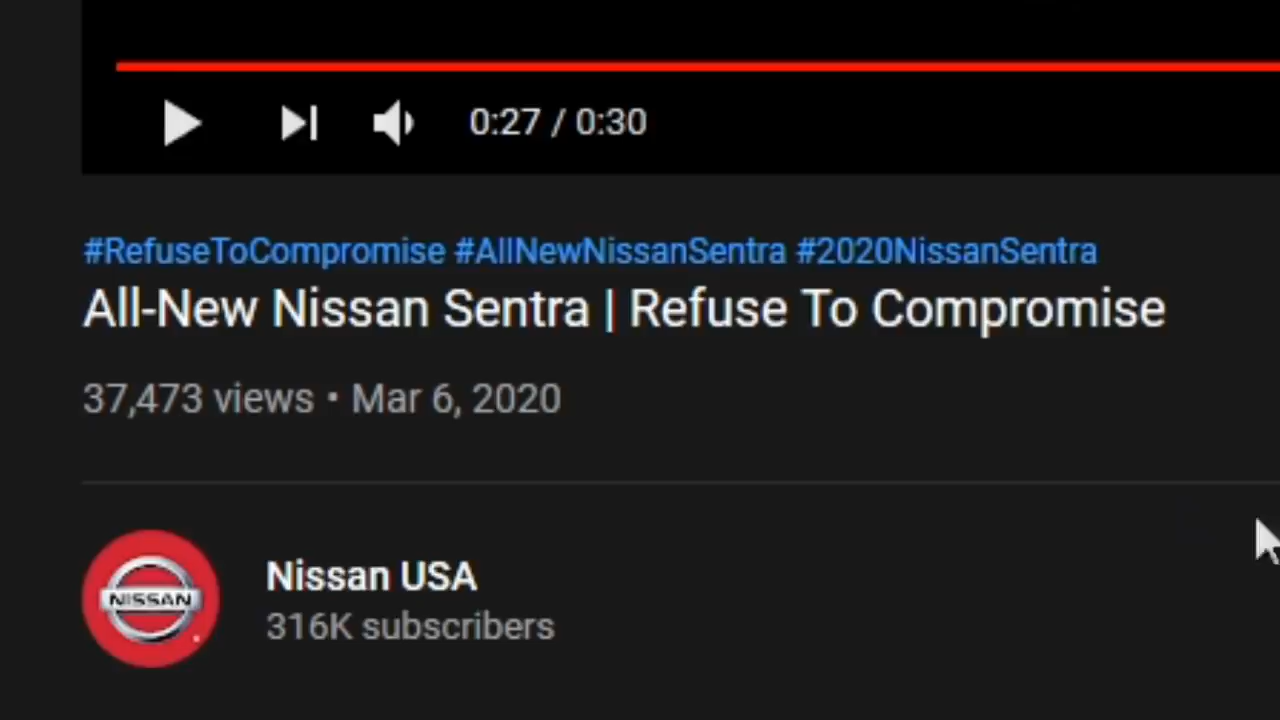 0:27 / 0:30
#RefuseToCompromise #AllNewNissanSentra #2020NissanSentra
All-New Nissan Sentra | Refuse To Compromise
37,473 views • Mar 6, 2020
NISSAN
Nissan USA
316K subscribers